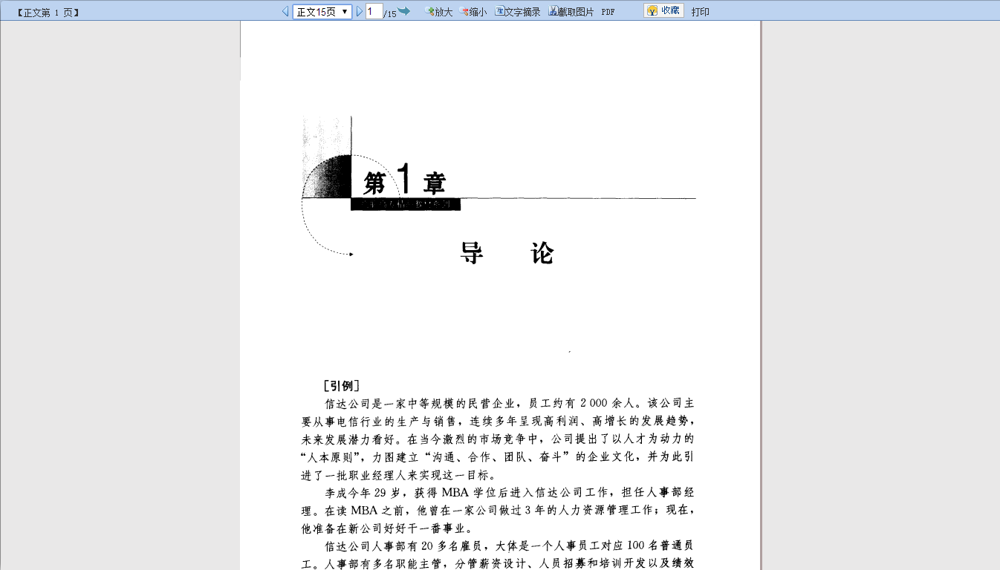 【正文第 1 页】 正文15页 1 /15 放大 缩小 文字摘录 截取图片 PDF 收藏 打印
第1章
导 论
[引例]
信达公司是一家中等规模的民营企业，员工约有 2 000 余人。该公司主
要从事电信行业的生产与销售，连续多年呈现高利润、高增长的发展趋势，
未来发展潜力看好。在当今激烈的市场竞争中，公司提出了以人才为动力的
“人本原则”，力图建立“沟通、合作、团队、奋斗”的企业文化，并为此引
进了一批职业经理人来实现这一目标。
李成今年 29 岁，获得 MBA 学位后进入信达公司工作，担任人事部经
理。在读 MBA 之前，他曾在一家公司做过 3 年的人力资源管理工作；现在，
他准备在新公司好好干一番事业。
信达公司人事部有 20 多名雇员，大体是一个人事员工对应 100 名普通员
工。人事部有多名职能主管，分管薪资设计、人员招募和培训开发以及绩效